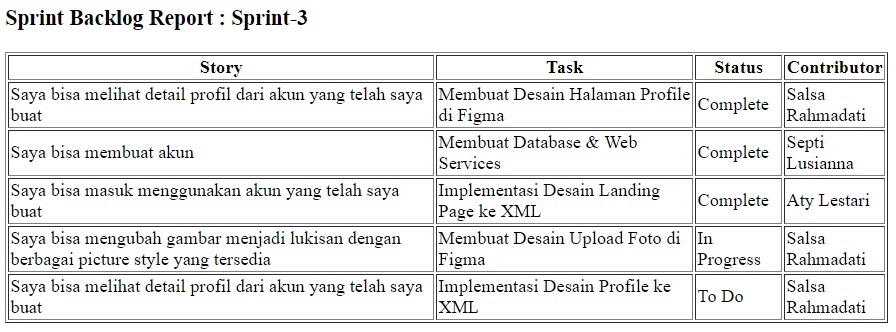 Sprint Backlog Report : Sprint-3
Story Task Status Contributor
Saya bisa melihat detail profil dari akun yang telah saya buat Membuat Desain Halaman Profile di Figma Complete Salsa Rahmadati
Saya bisa membuat akun Membuat Database & Web Services Complete Septi Lusianna
Saya bisa masuk menggunakan akun yang telah saya buat Implementasi Desain Landing Page ke XML Complete Aty Lestari
Saya bisa mengubah gambar menjadi lukisan dengan berbagai picture style yang tersedia Membuat Desain Upload Foto di Figma In Progress Salsa Rahmadati
Saya bisa melihat detail profil dari akun yang telah saya buat Implementasi Desain Profile ke XML To Do Salsa Rahmadati